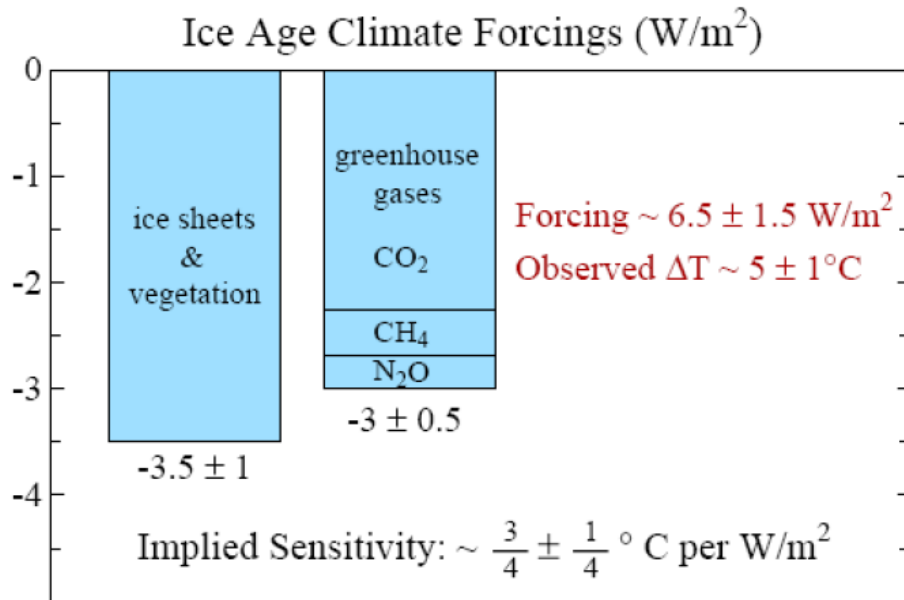 Ice Age Climate Forcings (W/m²)
0
-1
-2
-3
-4
ice sheets
&
vegetation
-3.5 ± 1
greenhouse
gases
CO₂
CH₄
N₂O
-3 ± 0.5
Forcing ~ 6.5 ± 1.5 W/m²
Observed ΔT ~ 5 ± 1°C
Implied Sensitivity: ~ 3/4 ± 1/4 ° C per W/m²